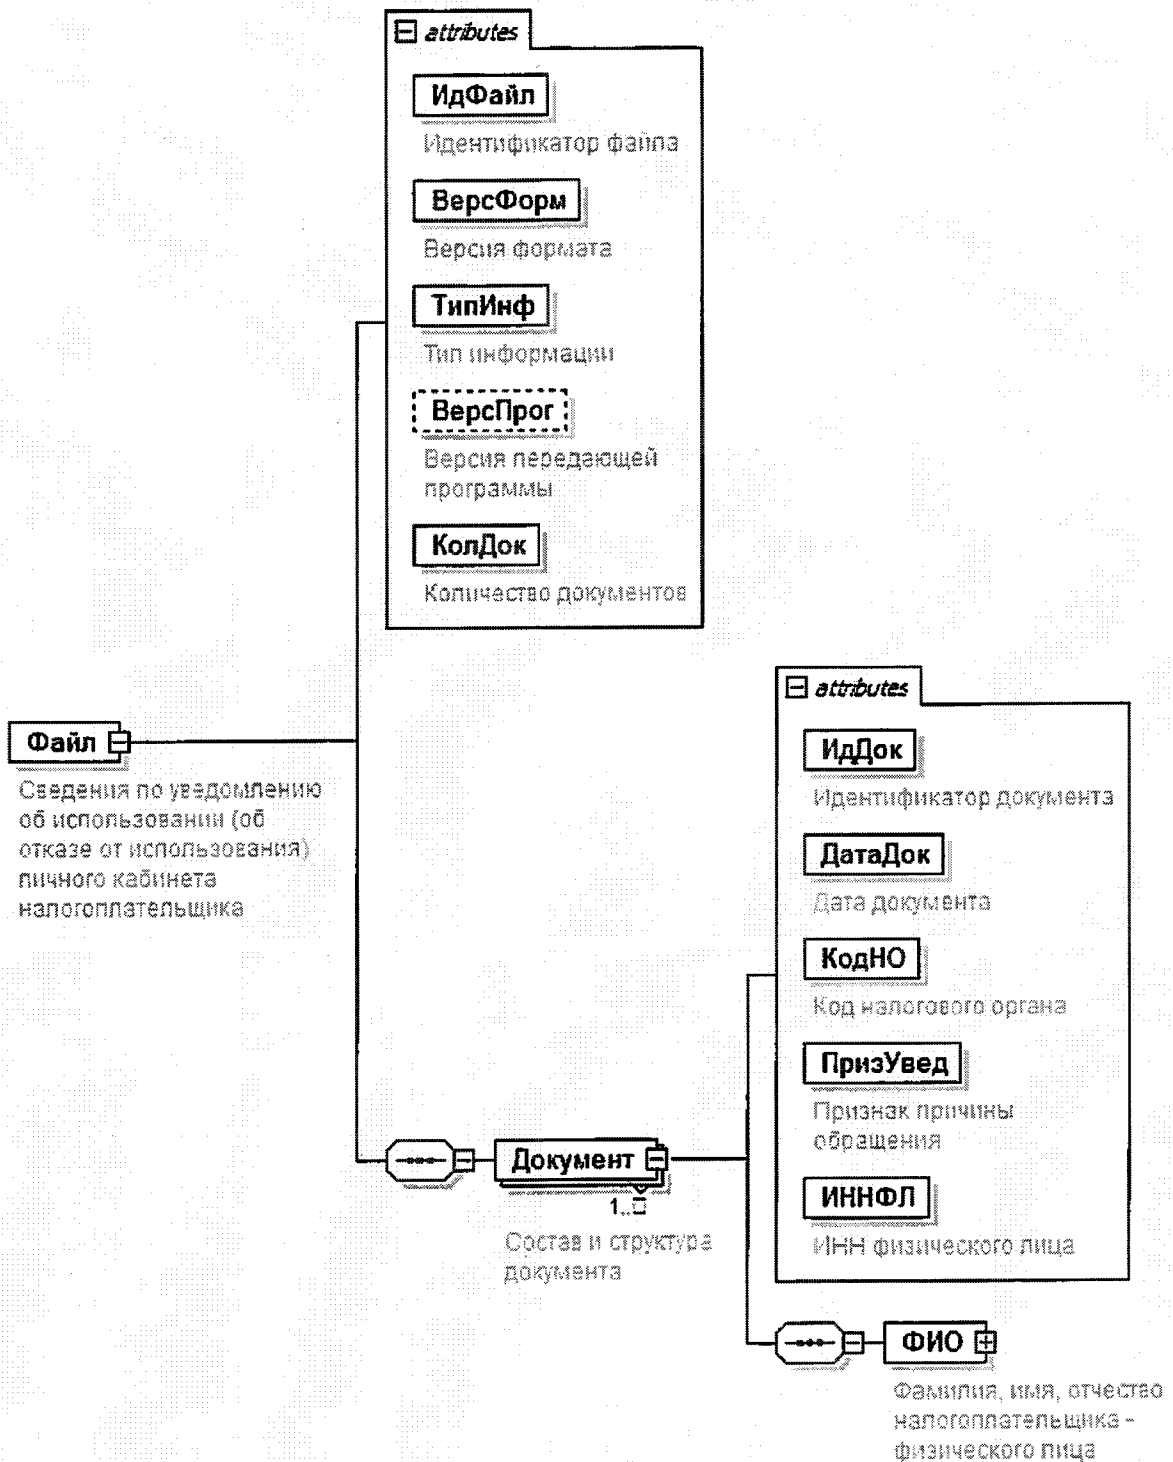 attributes
ИдФайл
Идентификатор файла
ВерсФорм
Версия формата
ТипИнф
Тип информации
ВерсПрог
Версия передающей
программы
КолДок
Количество документов
Файл
Сведения по уведомлению
об использовании (об
отказе от использования)
личного кабинета
налогоплательщика
Документ
1..
Состав и структура
документа
attributes
ИдДок
Идентификатор документа
ДатаДок
Дата документа
КодНО
Код налогового органа
ПризУвед
Признак причины
обращения
ИННФЛ
ИНН физического лица
ФИО
Фамилия, имя, отчество
налогоплательщика -
физического лица